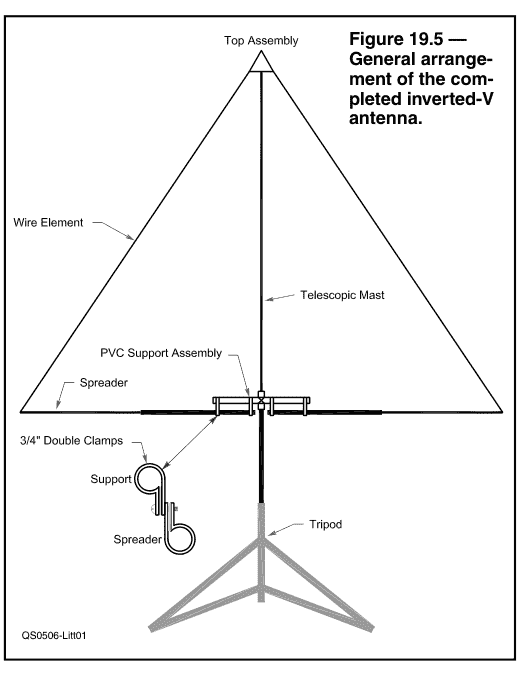 Top Assembly
Figure 19.5 —
General arrange-
ment of the com-
pleted inverted-V
antenna.
Wire Element
Telescopic Mast
PVC Support Assembly
Spreader
3/4" Double Clamps
Support
Spreader
Tripod
QS0506-Litt01